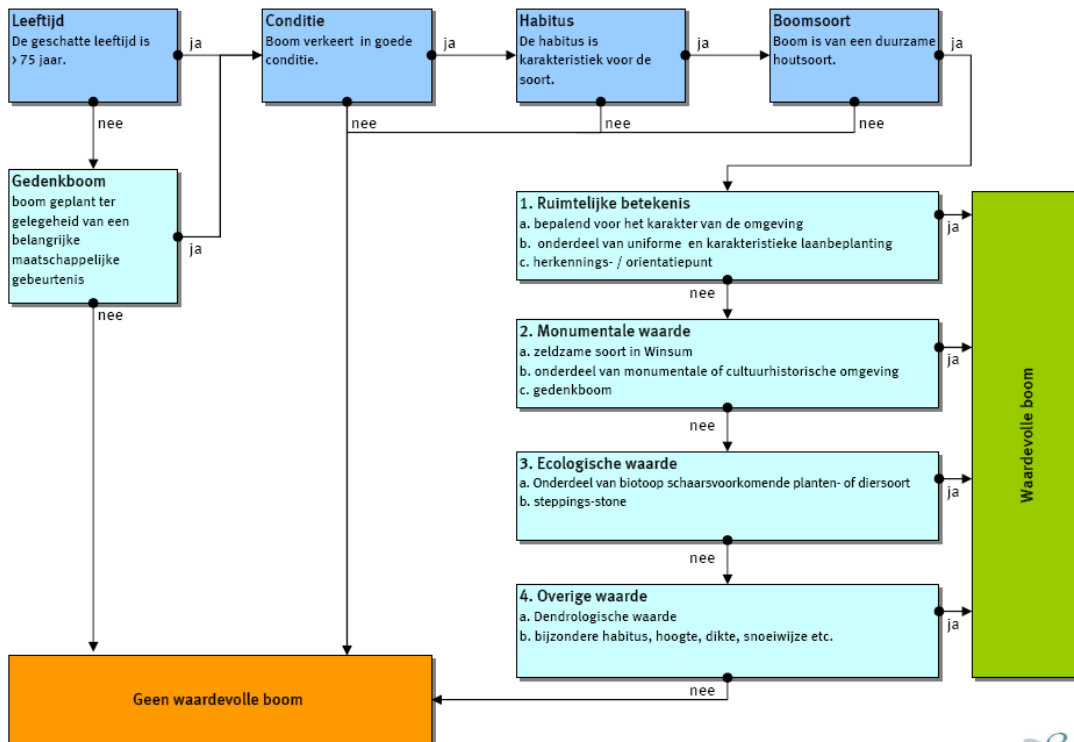 Leeftijd
De geschatte leeftijd is
> 75 jaar.
ja
Conditie
Boom verkeert in goede
conditie.
ja
Habitus
De habitus is
karakteristiek voor de
soort.
ja
Boomsoort
Boom is van een duurzame
houtsoort.
ja
nee
nee
nee
nee
Gedenkboom
boom geplant ter
gelegeheid van een
belangrijke
maatschappelijke
gebeurtenis
ja
nee
1. Ruimtelijke betekenis
a. bepalend voor het karakter van de omgeving
b. onderdeel van uniforme en karakteristieke laanbeplanting
c. herkennings- / orientatiepunt
ja
nee
2. Monumentale waarde
a. zeldzame soort in Winsum
b. onderdeel van monumentale of cultuurhistorische omgeving
c. gedenkboom
ja
nee
3. Ecologische waarde
a. Onderdeel van biotoop schaarsvoorkomende planten- of diersoort
b. steppings-stone
ja
nee
4. Overige waarde
a. Dendrologische waarde
b. bijzondere habitus, hoogte, dikte, snoeiwijze etc.
ja
nee
Waardevolle boom
Geen waardevolle boom